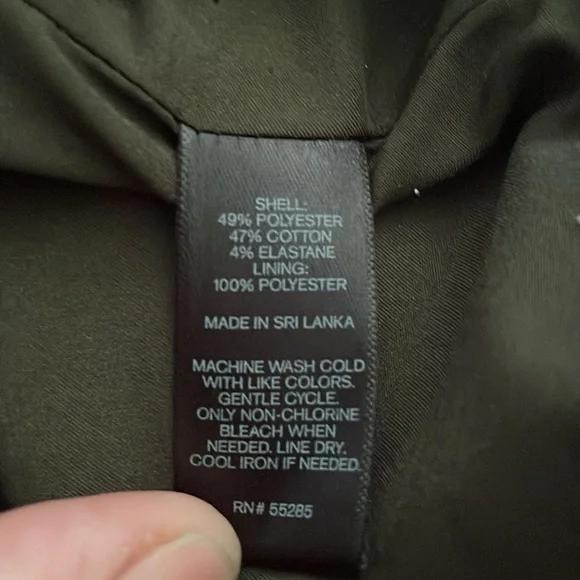 SHELL:
49% POLYESTER
47% COTTON
4% ELASTANE
LINING:
100% POLYESTER
MADE IN SRI LANKA
MACHINE WASH COLD
WITH LIKE COLORS.
GENTLE CYCLE.
ONLY NON-CHLORINE
BLEACH WHEN
NEEDED. LINE DRY.
COOL IRON IF NEEDED.
RN# 55285